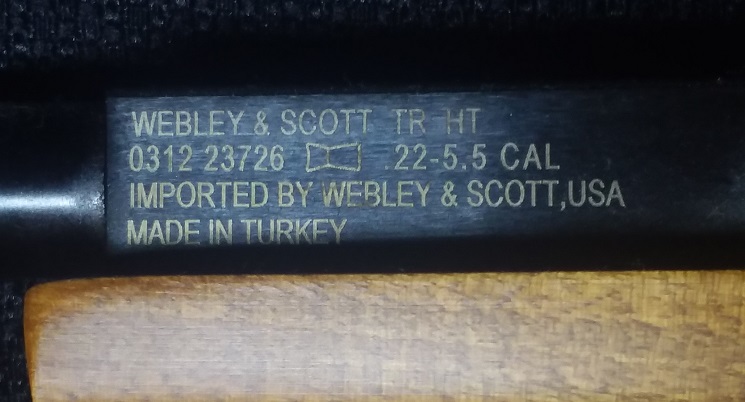 WEBLEY & SCOTT TR HT
0312 23726 .22-5.5 CAL
IMPORTED BY WEBLEY & SCOTT,USA
MADE IN TURKEY